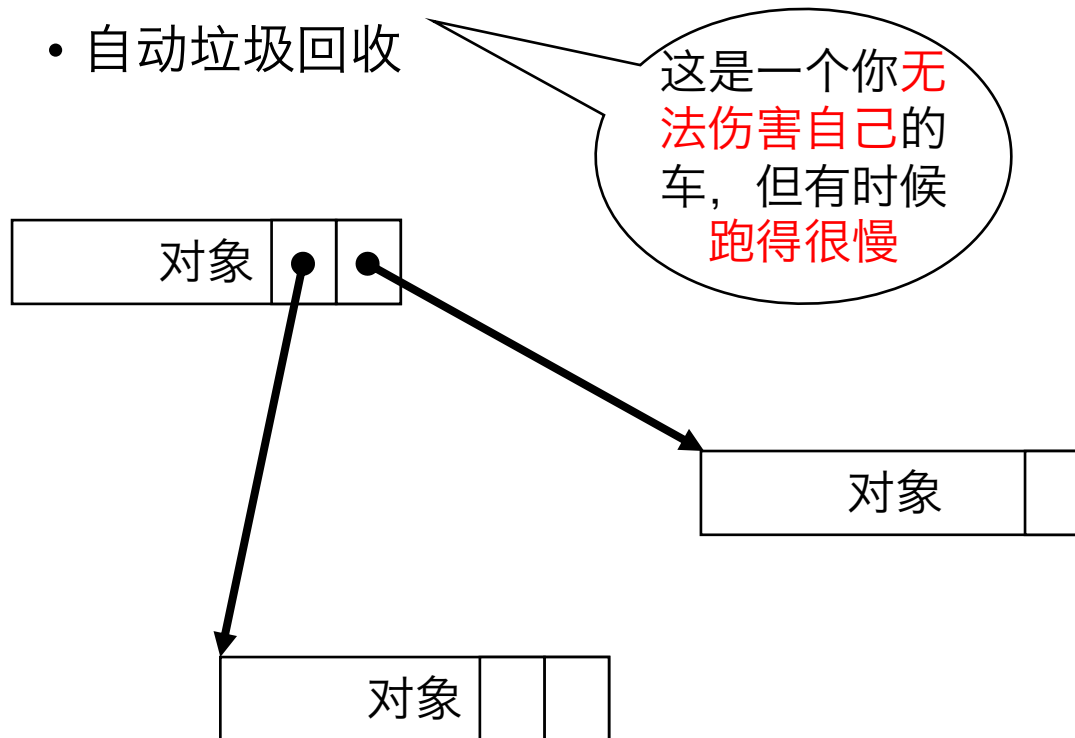 • 自动垃圾回收
这是一个你无
法伤害自己的
车，但有时候
跑得很慢
对象
对象
对象